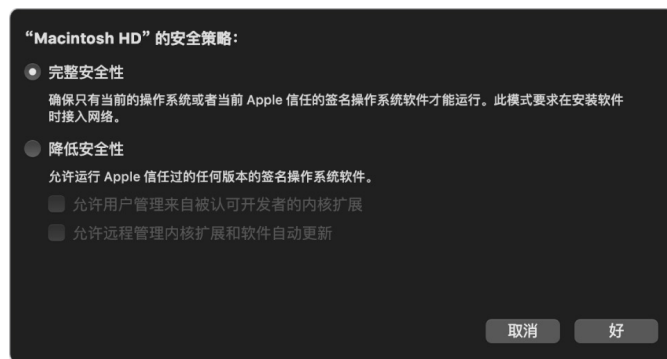 “Macintosh HD” 的安全策略：
完整安全性
确保只有当前的操作系统或者当前 Apple 信任的签名操作系统软件才能运行。此模式要求在安装软件
时接入网络。
降低安全性
允许运行 Apple 信任过的任何版本的签名操作系统软件。
允许用户管理来自被认可开发者的内核扩展
允许远程管理内核扩展和软件自动更新
取消
好